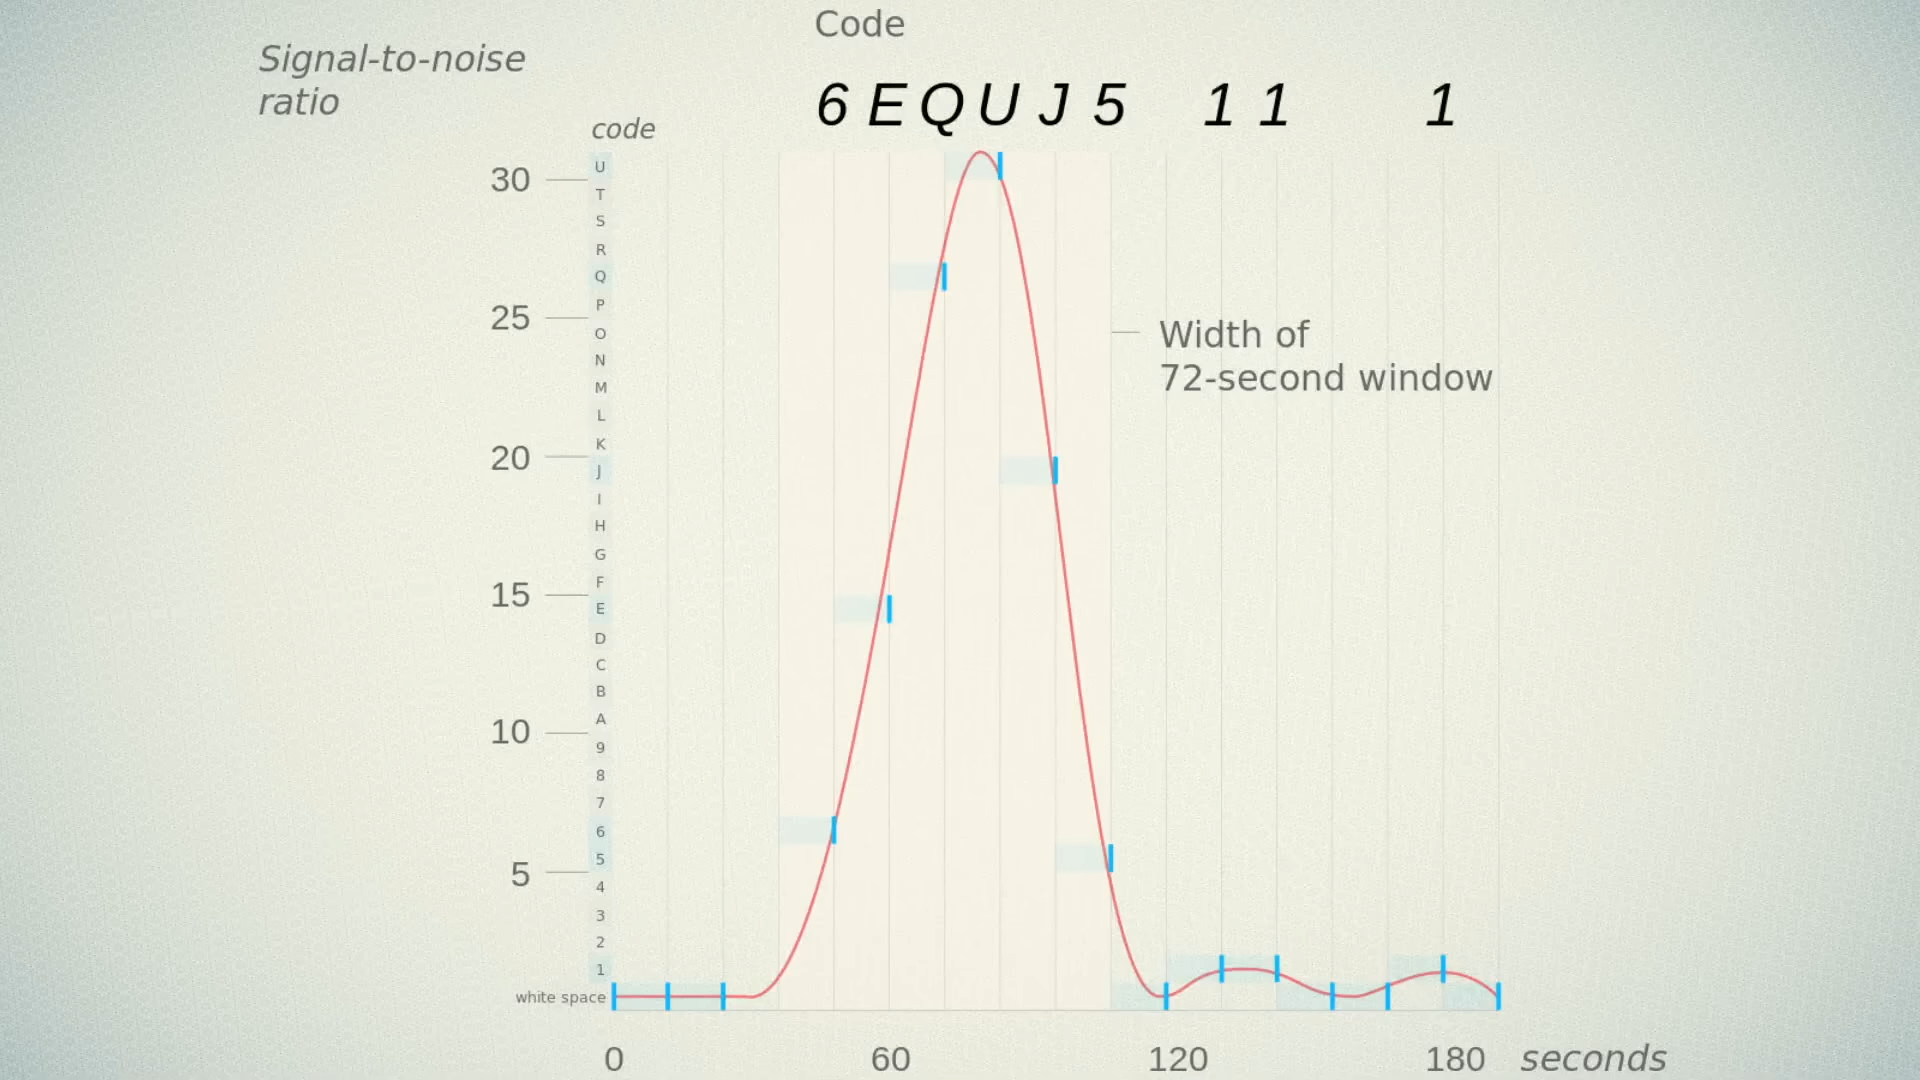 Code
Signal-to-noise
ratio
6 E Q U J 5 1 1 1
code
30
25
20
15
10
5
U
T
S
R
Q
P
O
N
M
L
K
J
I
H
G
F
E
D
C
B
A
9
8
7
6
5
4
3
2
1
white space
Width of
72-second window
0 60 120 180 seconds